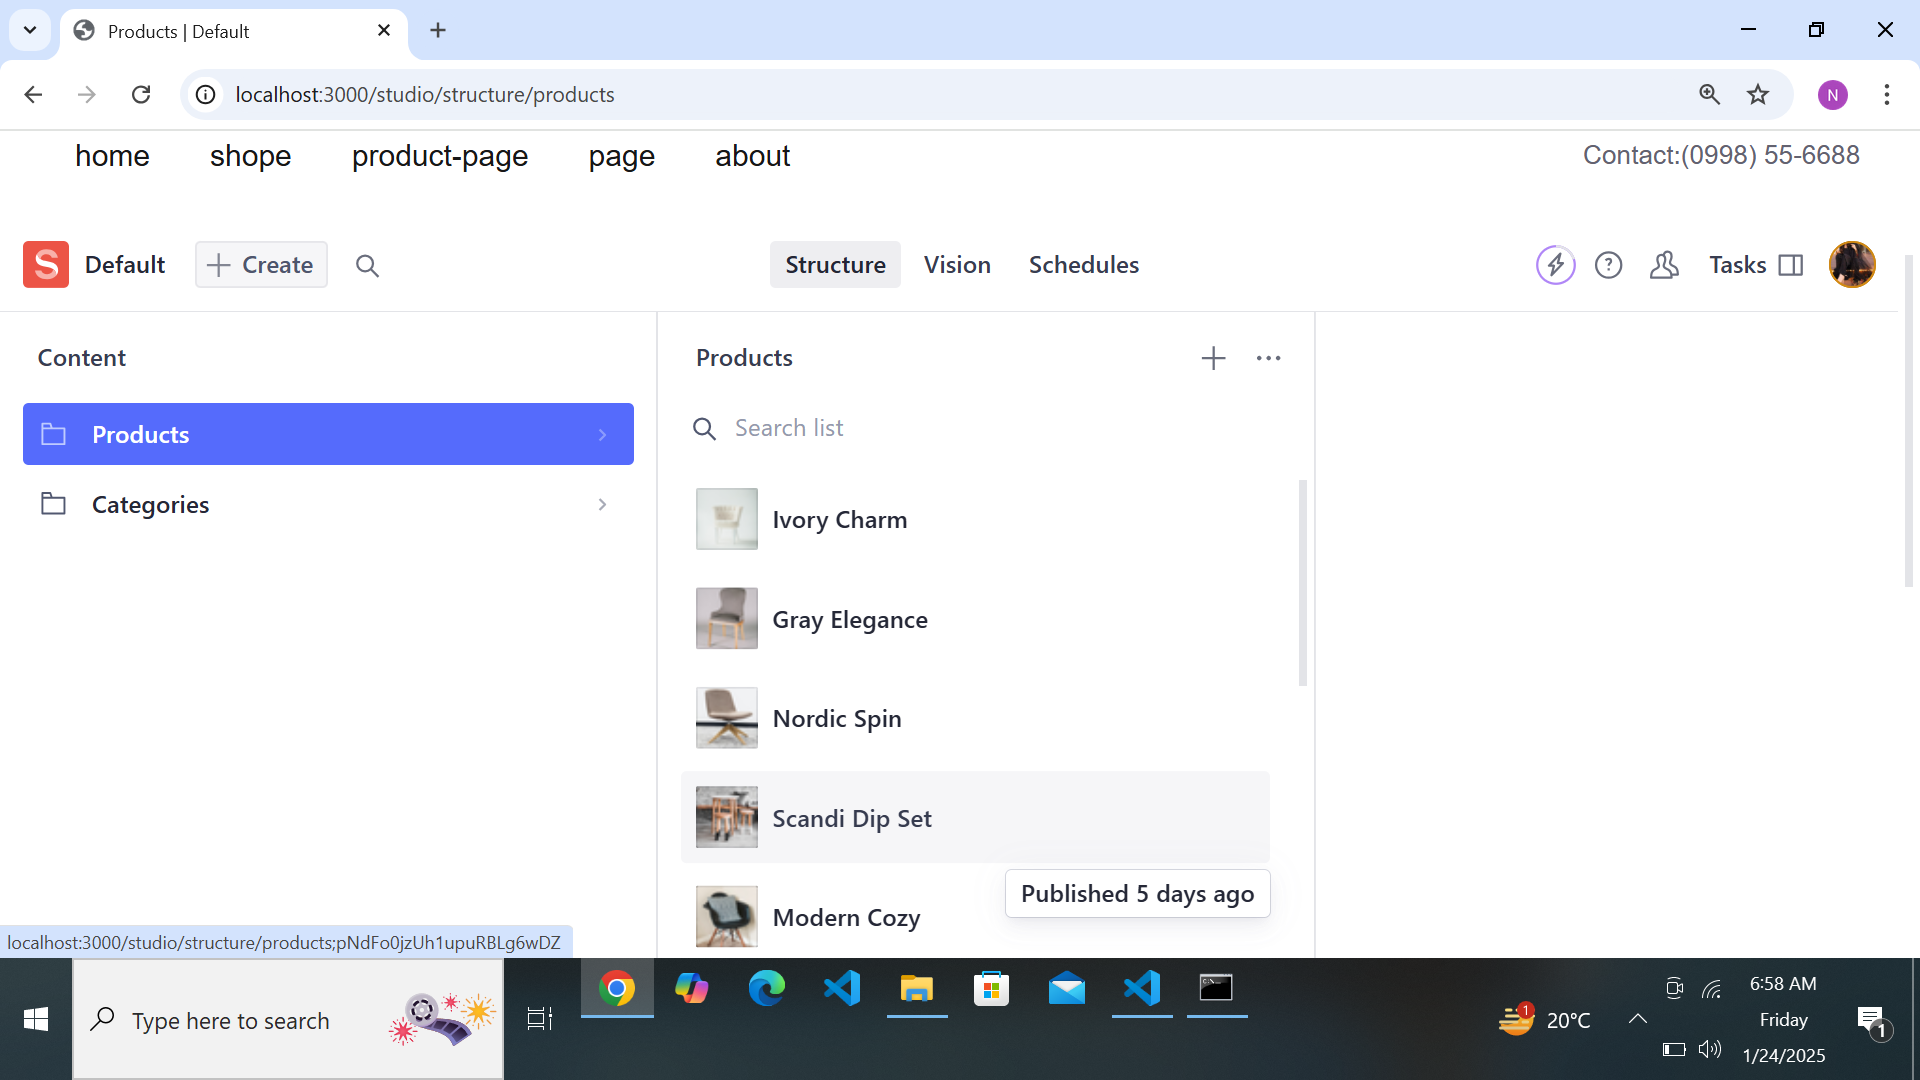 Products | Default
localhost:3000/studio/structure/products
N
home shope product-page page about
Contact:(0998) 55-6688
S Default
Create
Structure Vision Schedules
Tasks
Content
Products
Categories
Products
Search list
Ivory Charm
Gray Elegance
Nordic Spin
Scandi Dip Set
Published 5 days ago
Modern Cozy
localhost:3000/studio/structure/products;pNdFo0jzUh1upuRBLg6wDZ
Type here to search
1
20°C
6:58 AM
Friday
1/24/2025
1